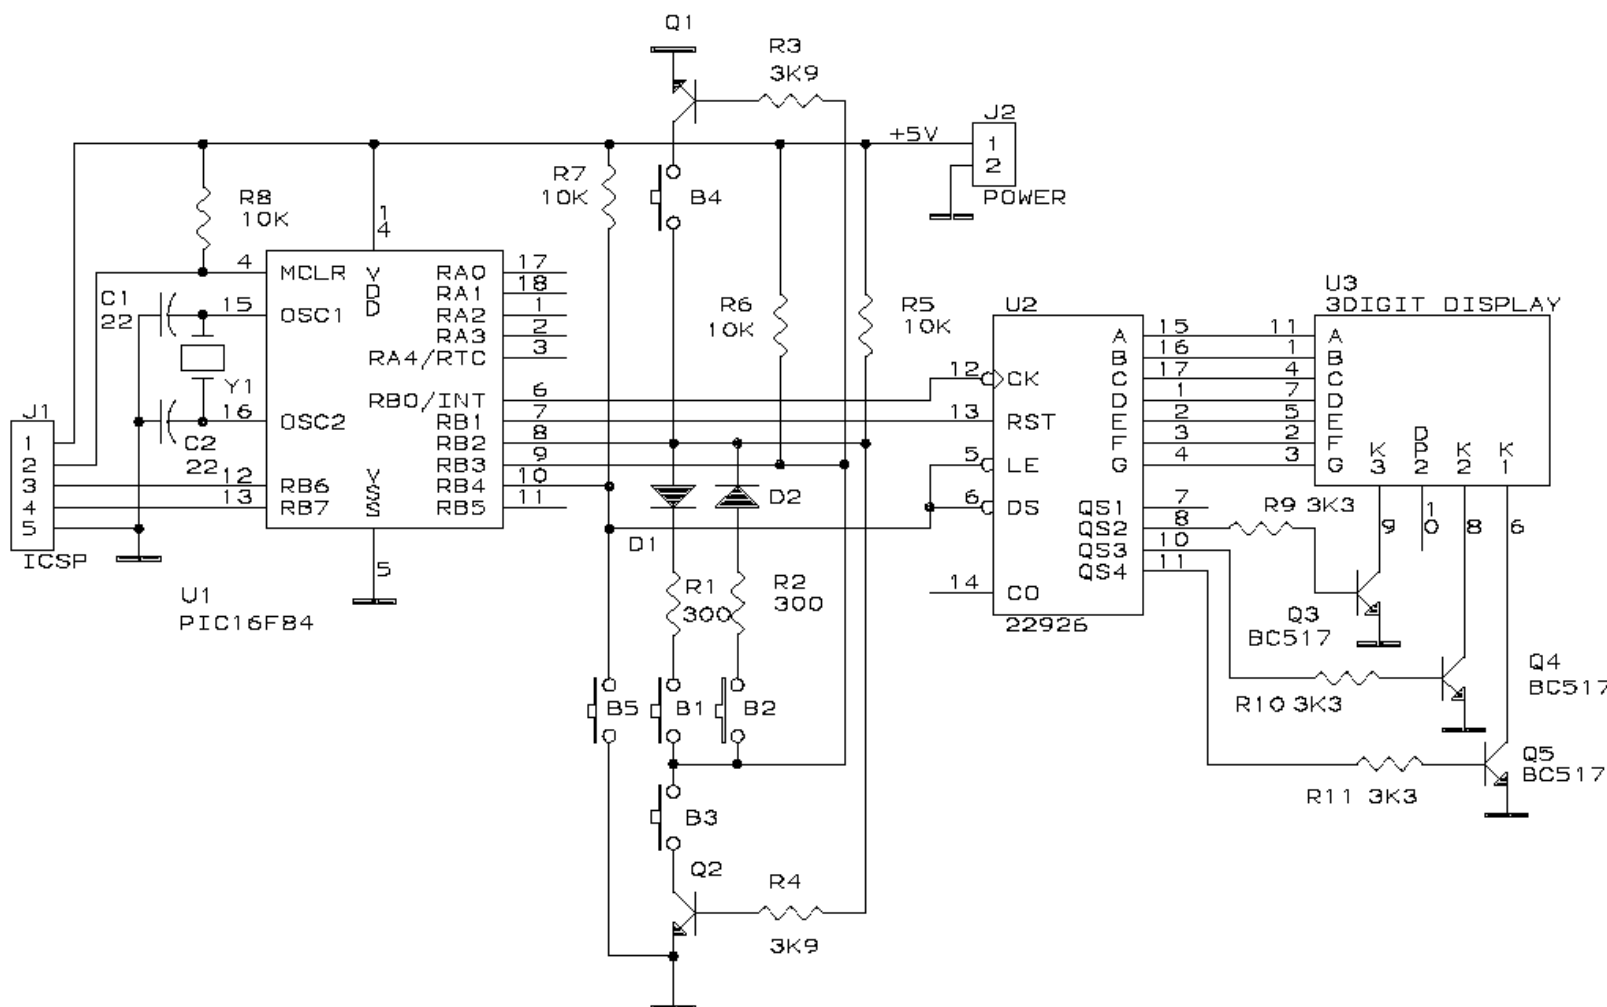 Q1
R3
3K9
J2
+5V
1
2
POWER
R8
10K
1
4
R7
10K
B4
4
MCLR
V
D
D
RA0
17
RA1
18
RA2
1
RA3
2
RA4/RTC
3
C1
22
15
OSC1
Y1
R6
10K
R5
10K
RB0/INT
6
RB1
7
RB2
8
RB3
9
RB4
10
RB5
11
C2
22
16
OSC2
J1
1
2
3
4
5
ICSP
12
RB6
13
RB7
V
S
S
5
U1
PIC16F84
D1
D2
R1
300
R2
300
B5
B1
B2
B3
Q2
R4
3K9
U2
12
CK
13
RST
5
LE
6
DS
14
CO
22926
A
15
B
16
C
17
D
1
E
2
F
3
G
4
QS1
7
QS2
8
QS3
10
QS4
11
U3
3DIGIT DISPLAY
11
A
1
B
4
C
7
D
5
E
2
F
3
G
K
3
D
P
2
K
2
K
1
9
1
0
8
6
R9 3K3
Q3
BC517
R10 3K3
Q4
BC517
R11 3K3
Q5
BC517